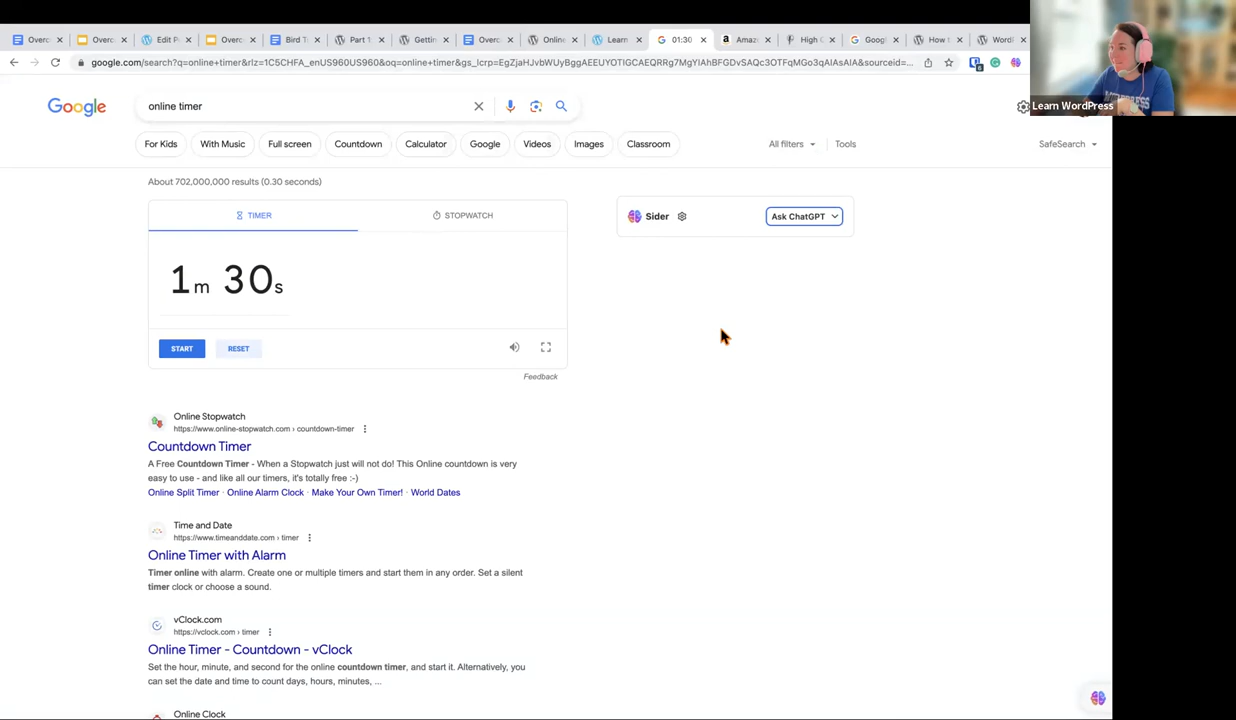 Overc
Overc
Edit P
Overc
Bird T
Part 1
Gettin
Overc
Online
Learn
01:30
Amaz
High C
Googl
How t
WordP
google.com/search?q=online+timer&rlz=1C5CHFA_enUS960US960&oq=online+timer&gs_lcrp=EgZjaHJvbWUyBggAEEUYOTIGCAEQRRg7MgYIAhBFGDvSAQc3OTFqMGo3qAIAsAIA&sourceid=...
Learn WordPress
Google
online timer
For Kids
With Music
Full screen
Countdown
Calculator
Google
Videos
Images
Classroom
All filters
Tools
SafeSearch
About 702,000,000 results (0.30 seconds)
TIMER
STOPWATCH
Sider
Ask ChatGPT
1m 30s
START
RESET
Feedback
Online Stopwatch
https://www.online-stopwatch.com › countdown-timer
Countdown Timer
A Free Countdown Timer - When a Stopwatch just will not do! This Online countdown is very
easy to use - and like all our timers, it's totally free :-)
Online Split Timer · Online Alarm Clock · Make Your Own Timer! · World Dates
Time and Date
https://www.timeanddate.com › timer
Online Timer with Alarm
Timer online with alarm. Create one or multiple timers and start them in any order. Set a silent
timer clock or choose a sound.
vClock.com
https://vclock.com › timer
Online Timer - Countdown - vClock
Set the hour, minute, and second for the online countdown timer, and start it. Alternatively, you
can set the date and time to count days, hours, minutes, ...
Online Clock